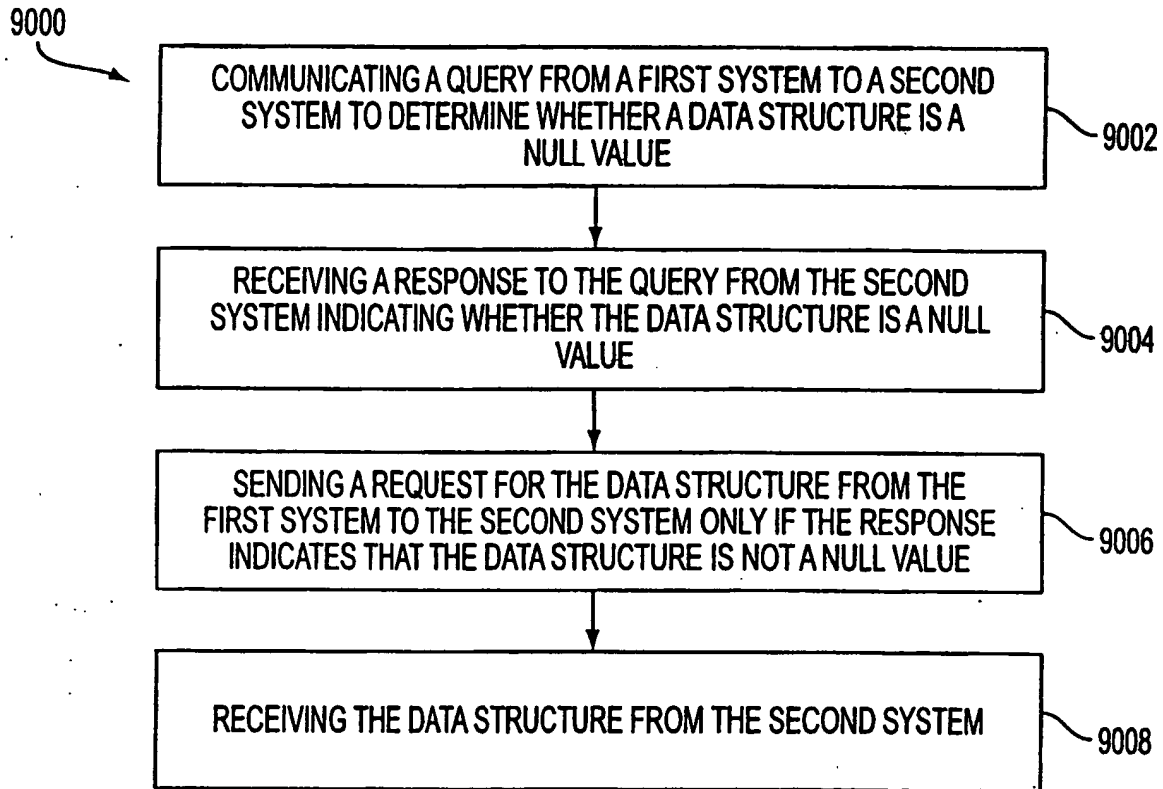 9000
COMMUNICATING A QUERY FROM A FIRST SYSTEM TO A SECOND
SYSTEM TO DETERMINE WHETHER A DATA STRUCTURE IS A
NULL VALUE
9002
RECEIVING A RESPONSE TO THE QUERY FROM THE SECOND
SYSTEM INDICATING WHETHER THE DATA STRUCTURE IS A NULL
VALUE
9004
SENDING A REQUEST FOR THE DATA STRUCTURE FROM THE
FIRST SYSTEM TO THE SECOND SYSTEM ONLY IF THE RESPONSE
INDICATES THAT THE DATA STRUCTURE IS NOT A NULL VALUE
9006
RECEIVING THE DATA STRUCTURE FROM THE SECOND SYSTEM
9008